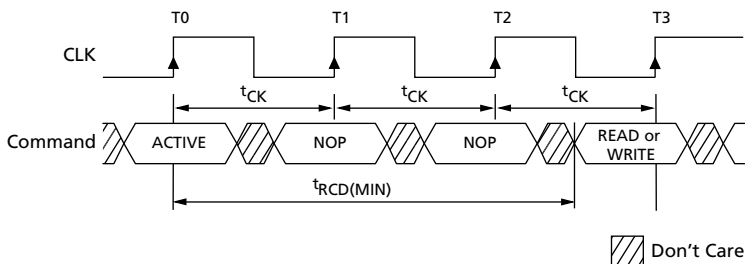 T0 T1 T2 T3
CLK
tCK tCK tCK
Command ACTIVE NOP NOP READ or
WRITE
tRCD(MIN)
Don't Care